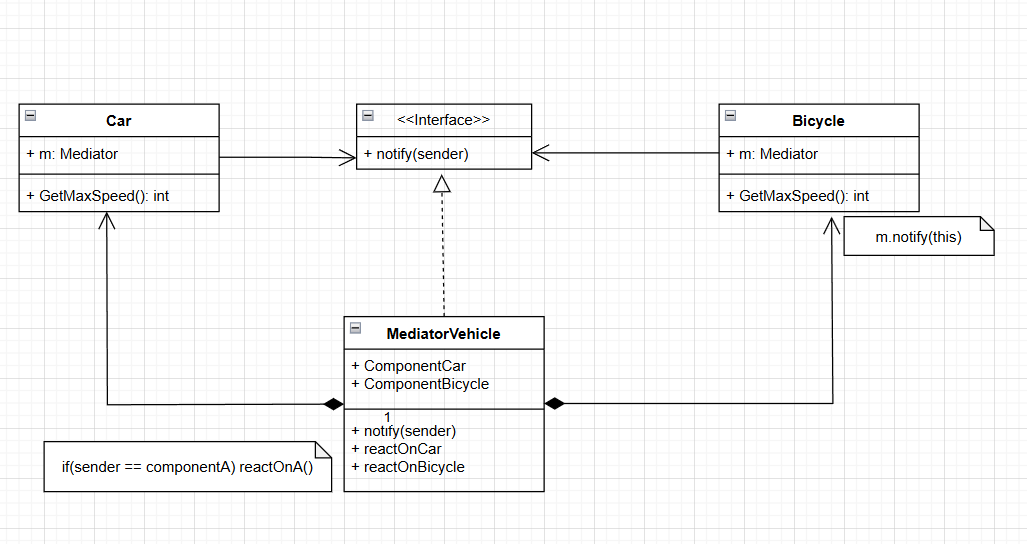 Car
+ m: Mediator
+ GetMaxSpeed(): int
<<Interface>>
+ notify(sender)
Bicycle
+ m: Mediator
+ GetMaxSpeed(): int
m.notify(this)
MediatorVehicle
+ ComponentCar
+ ComponentBicycle
1
+ notify(sender)
+ reactOnCar
+ reactOnBicycle
if(sender == componentA) reactOnA()